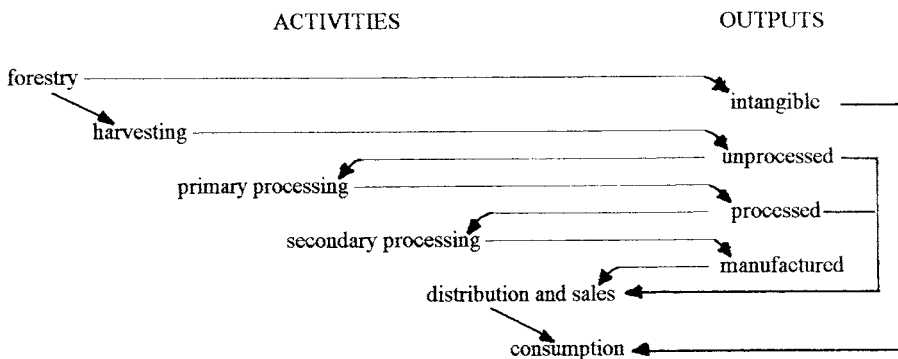 ACTIVITIES OUTPUTS
forestry
intangible
harvesting
unprocessed
primary processing
processed
secondary processing
manufactured
distribution and sales
consumption